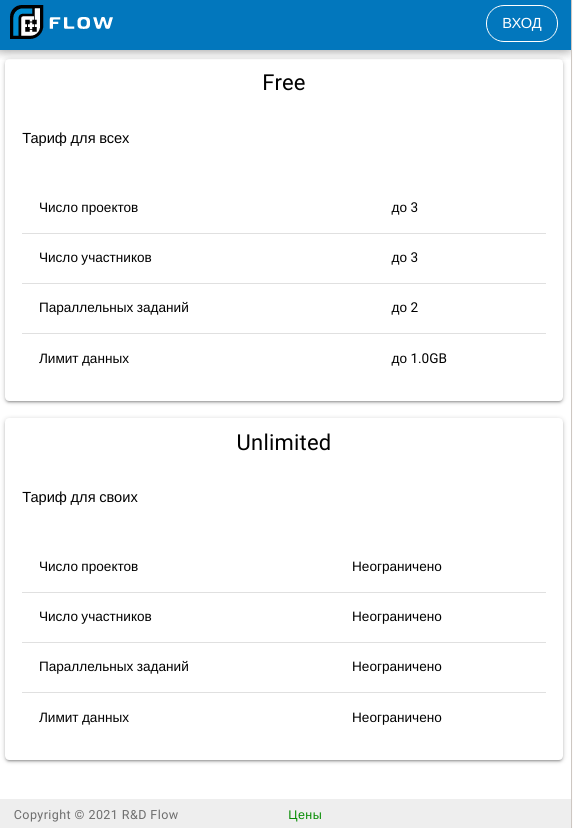 FLOW ВХОД
Free
Тариф для всех
Число проектов до 3
Число участников до 3
Параллельных заданий до 2
Лимит данных до 1.0GB
Unlimited
Тариф для своих
Число проектов Неограничено
Число участников Неограничено
Параллельных заданий Неограничено
Лимит данных Неограничено
Copyright © 2021 R&D Flow Цены